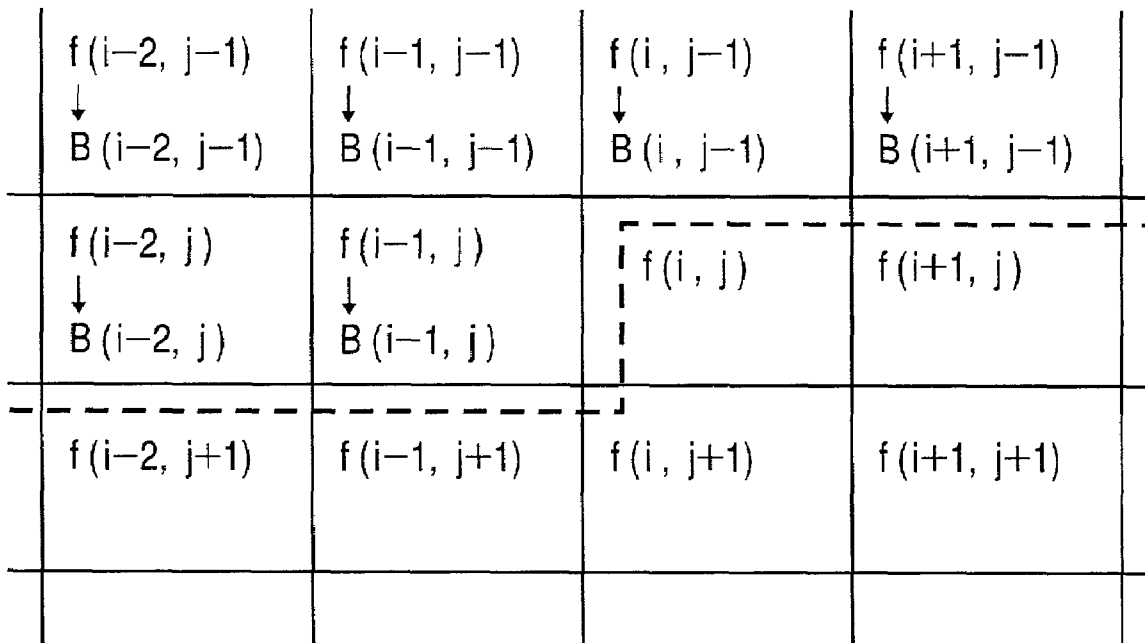 f(i−2, j−1) f(i−1, j−1) f(i, j−1) f(i+1, j−1)
↓ ↓ ↓ ↓
B(i−2, j−1) B(i−1, j−1) B(i, j−1) B(i+1, j−1)
f(i−2, j) f(i−1, j) f(i, j) f(i+1, j)
↓ ↓
B(i−2, j) B(i−1, j)
f(i−2, j+1) f(i−1, j+1) f(i, j+1) f(i+1, j+1)